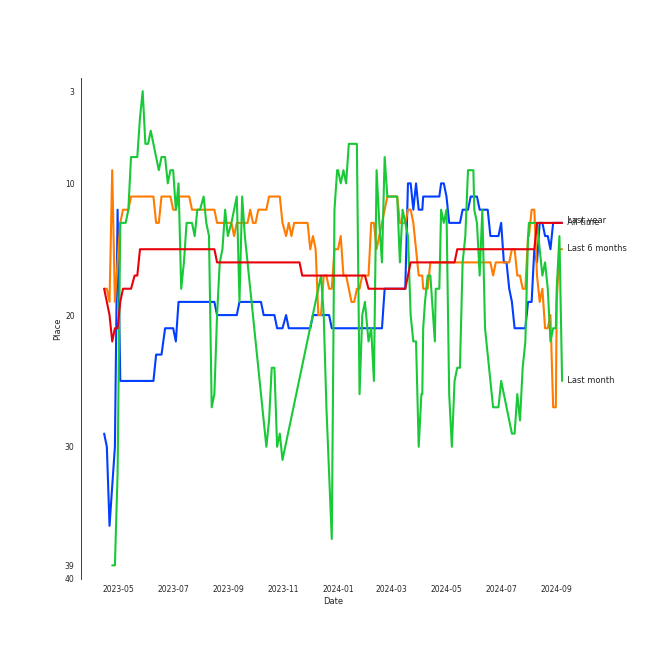 3
10
20
30
39
40
Place
2023-05
2023-07
2023-09
2023-11
2024-01
2024-03
2024-05
2024-07
2024-09
Date
Last year
All time
Last 6 months
Last month